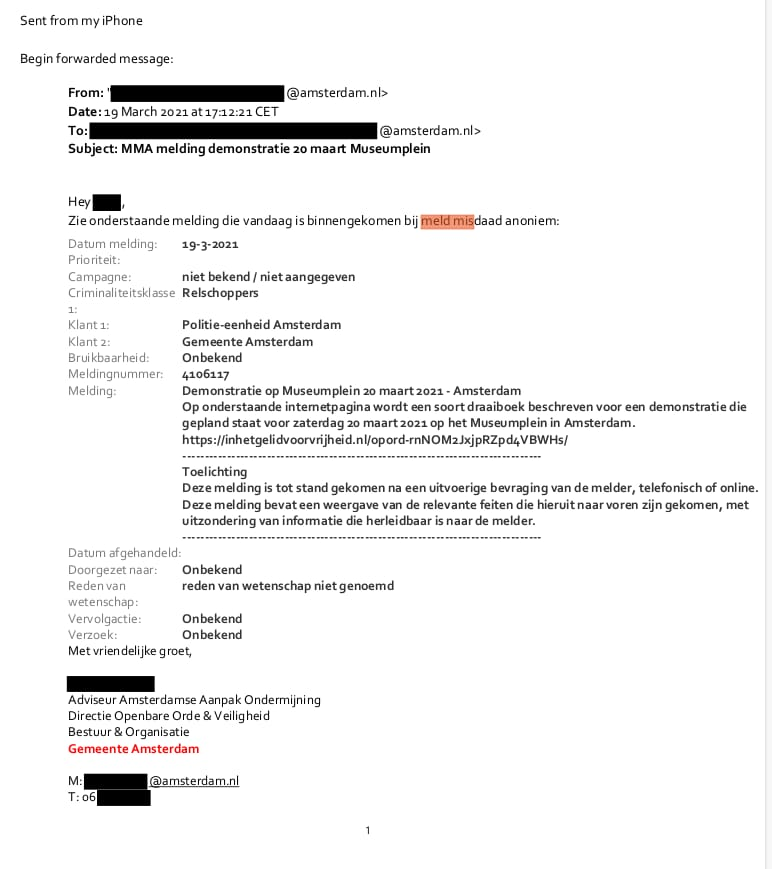 Sent from my iPhone
Begin forwarded message:
From: " @amsterdam.nl>
Date: 19 March 2021 at 17:12:21 CET
To: @amsterdam.nl>
Subject: MMA melding demonstratie 20 maart Museumplein
Hey ,
Zie onderstaande melding die vandaag is binnengekomen bij meld misdaad anoniem:
Datum melding: 19-3-2021
Prioriteit:
Campagne: niet bekend / niet aangegeven
Criminaliteitsklasse Relschoppers
1:
Klant 1: Politie-eenheid Amsterdam
Klant 2: Gemeente Amsterdam
Bruikbaarheid: Onbekend
Meldingnummer: 4106117
Melding: Demonstratie op Museumplein 20 maart 2021 - Amsterdam
Op onderstaande internetpagina wordt een soort draaiboek beschreven voor een demonstratie die
gepland staat voor zaterdag 20 maart 2021 op het Museumplein in Amsterdam.
https://inhetgelidvoorvrijheid.nl/opord-rnNOM2JxjpRZpd4VBWHs/
--------------------------------------------------------------------------------
Toelichting
Deze melding is tot stand gekomen na een uitvoerige bevraging van de melder, telefonisch of online.
Deze melding bevat een weergave van de relevante feiten die hieruit naar voren zijn gekomen, met
uitzondering van informatie die herleidbaar is naar de melder.
--------------------------------------------------------------------------------
Datum afgehandeld:
Doorgezet naar: Onbekend
Reden van reden van wetenschap niet genoemd
wetenschap:
Vervolgactie: Onbekend
Verzoek: Onbekend
Met vriendelijke groet,
Adviseur Amsterdamse Aanpak Ondermijning
Directie Openbare Orde & Veiligheid
Bestuur & Organisatie
Gemeente Amsterdam
M: @amsterdam.nl
T: 06
1